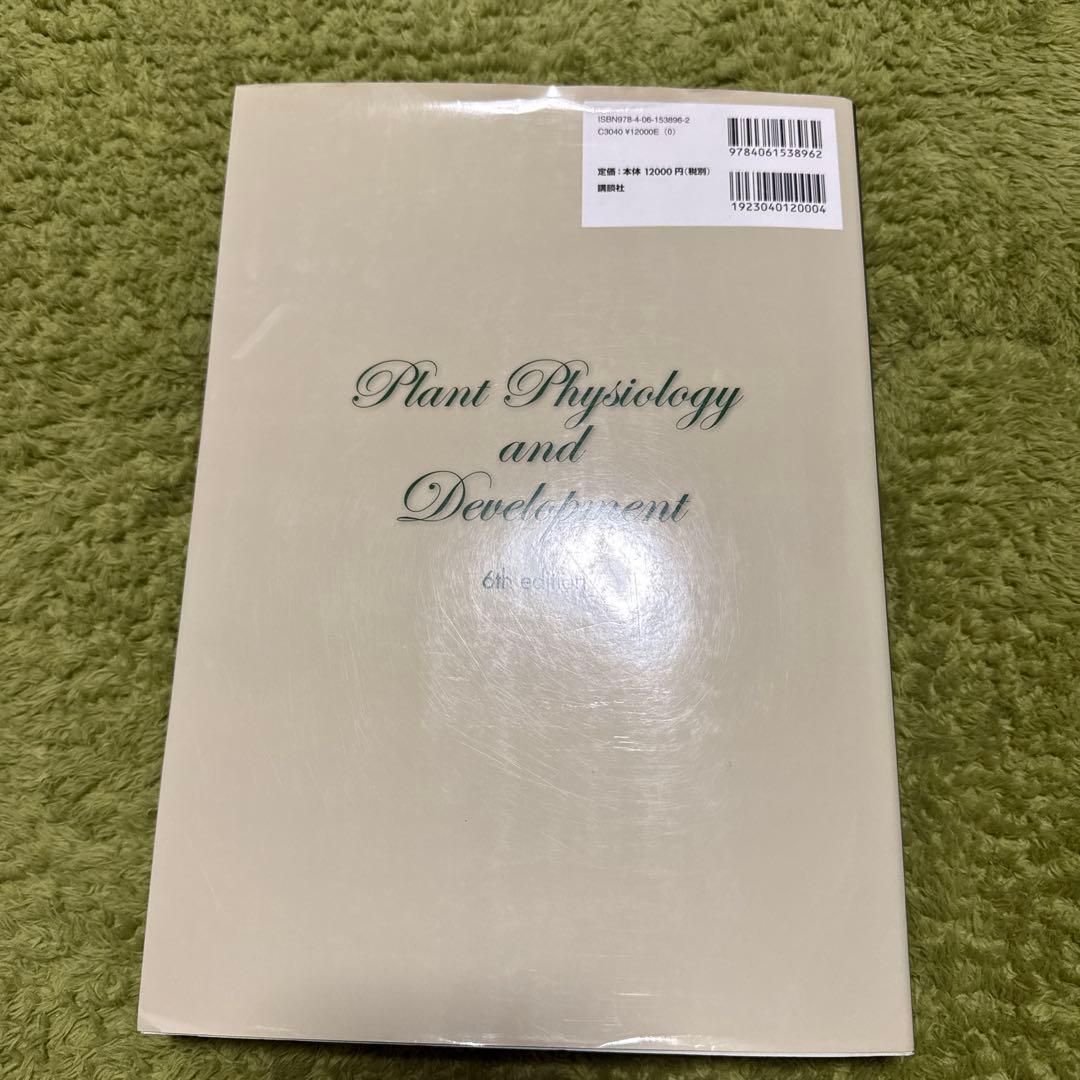 ISBN978-4-06-153896-2
C3040 ¥12000E (0)
9784061538962
定価：本体 12000 円（税別）
講談社
1923040120004
Plant Physiology
and
Development
6th edition